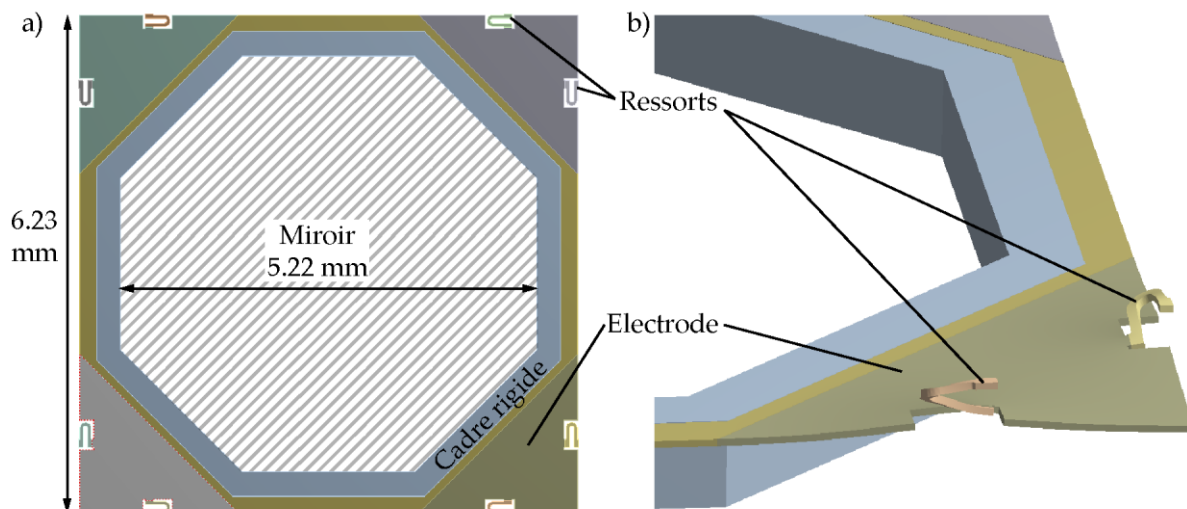 a)
b)
Ressorts
6.23
mm
Miroir
5.22 mm
Electrode
Cadre rigide